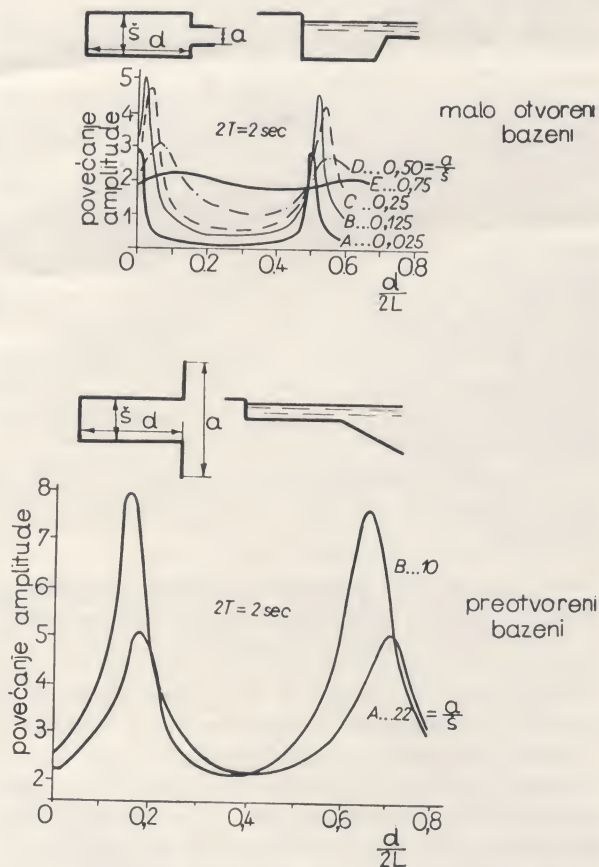 š
d
a
5
4
3
2
1
0
0.2
0.4
0.6
0.8
povećanje
amplitude
2T=2 sec
D...0,50=a/š
E...0,75
C...0,25
B...0,125
A...0,025
d/2L
malo otvoreni
bazeni
š
d
a
8
7
6
5
4
3
2
0
0,2
0,4
0,6
0,8
povećanje amplitude
2T=2 sec
B...10
A...22=a/š
d/2L
preotvoreni
bazeni